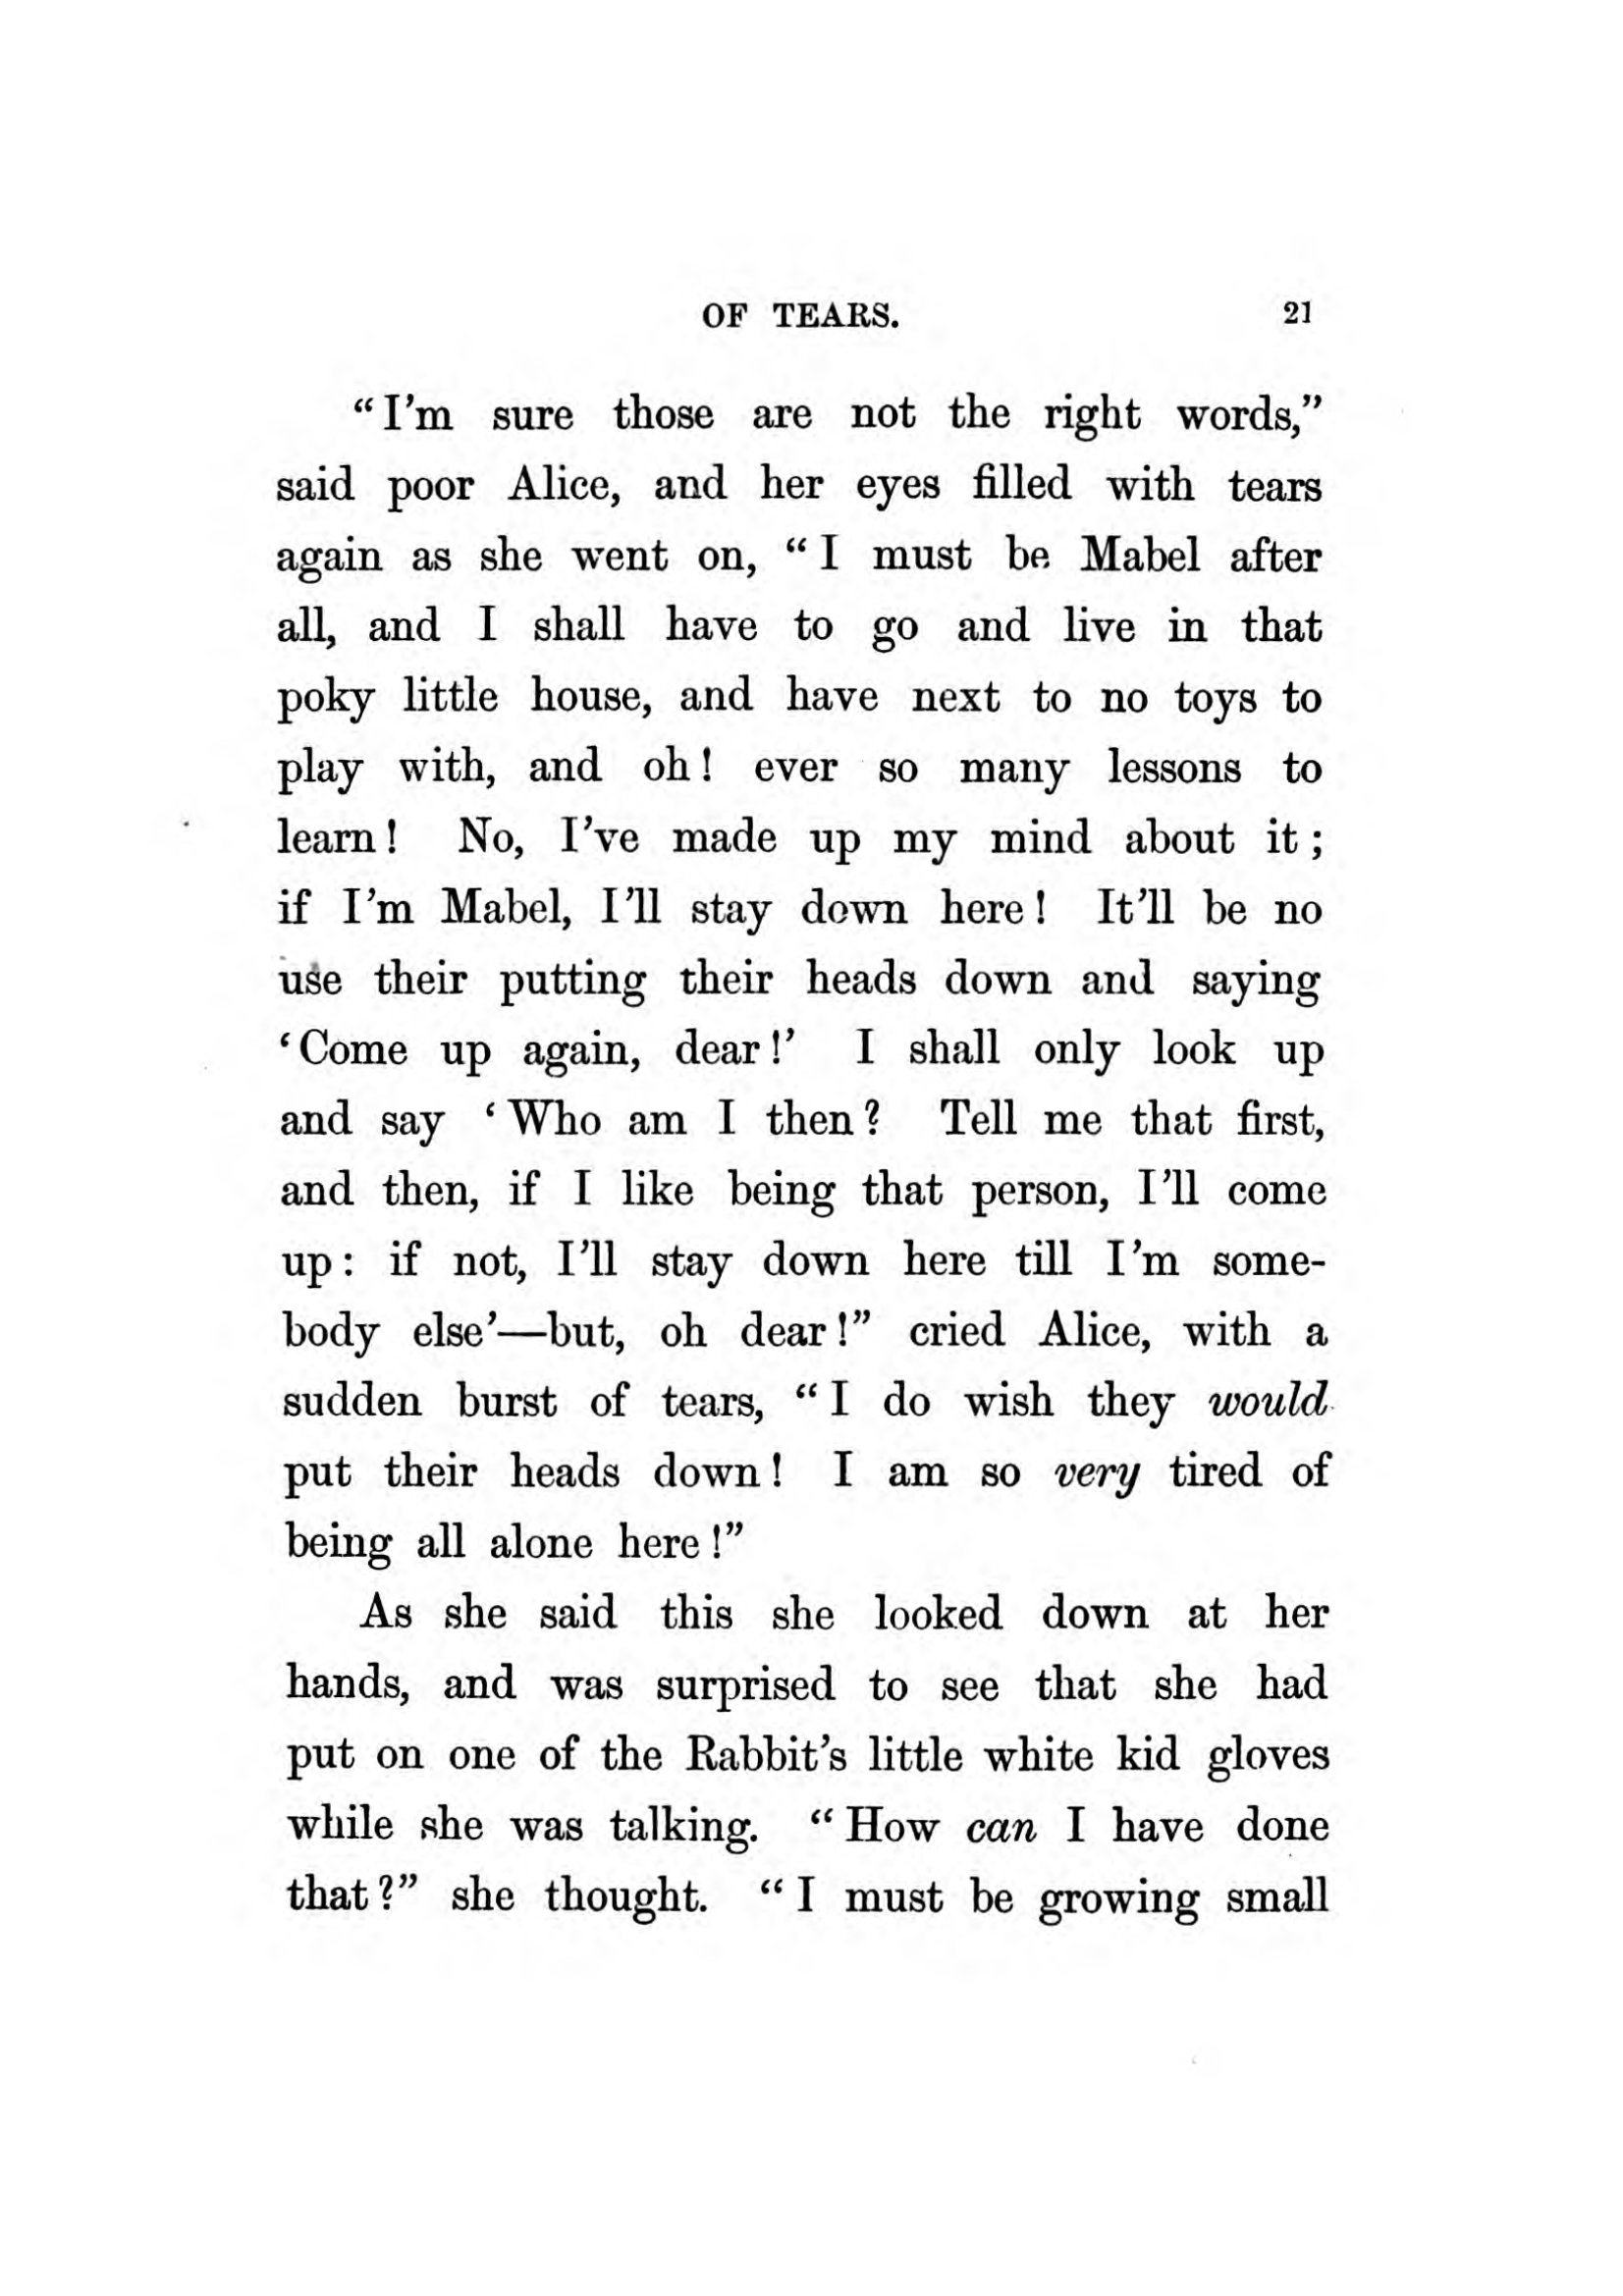 OF TEARS. 21
“I’m sure those are not the right words,”
said poor Alice, and her eyes filled with tears
again as she went on, “I must be Mabel after
all, and I shall have to go and live in that
poky little house, and have next to no toys to
play with, and oh! ever so many lessons to
learn! No, I’ve made up my mind about it;
if I’m Mabel, I’ll stay down here! It’ll be no
use their putting their heads down and saying
‘Come up again, dear!’ I shall only look up
and say ‘Who am I then? Tell me that first,
and then, if I like being that person, I’ll come
up: if not, I’ll stay down here till I’m some-
body else’—but, oh dear!” cried Alice, with a
sudden burst of tears, “I do wish they would
put their heads down! I am so very tired of
being all alone here!”
As she said this she looked down at her
hands, and was surprised to see that she had
put on one of the Rabbit’s little white kid gloves
while she was talking. “How can I have done
that?” she thought. “I must be growing small